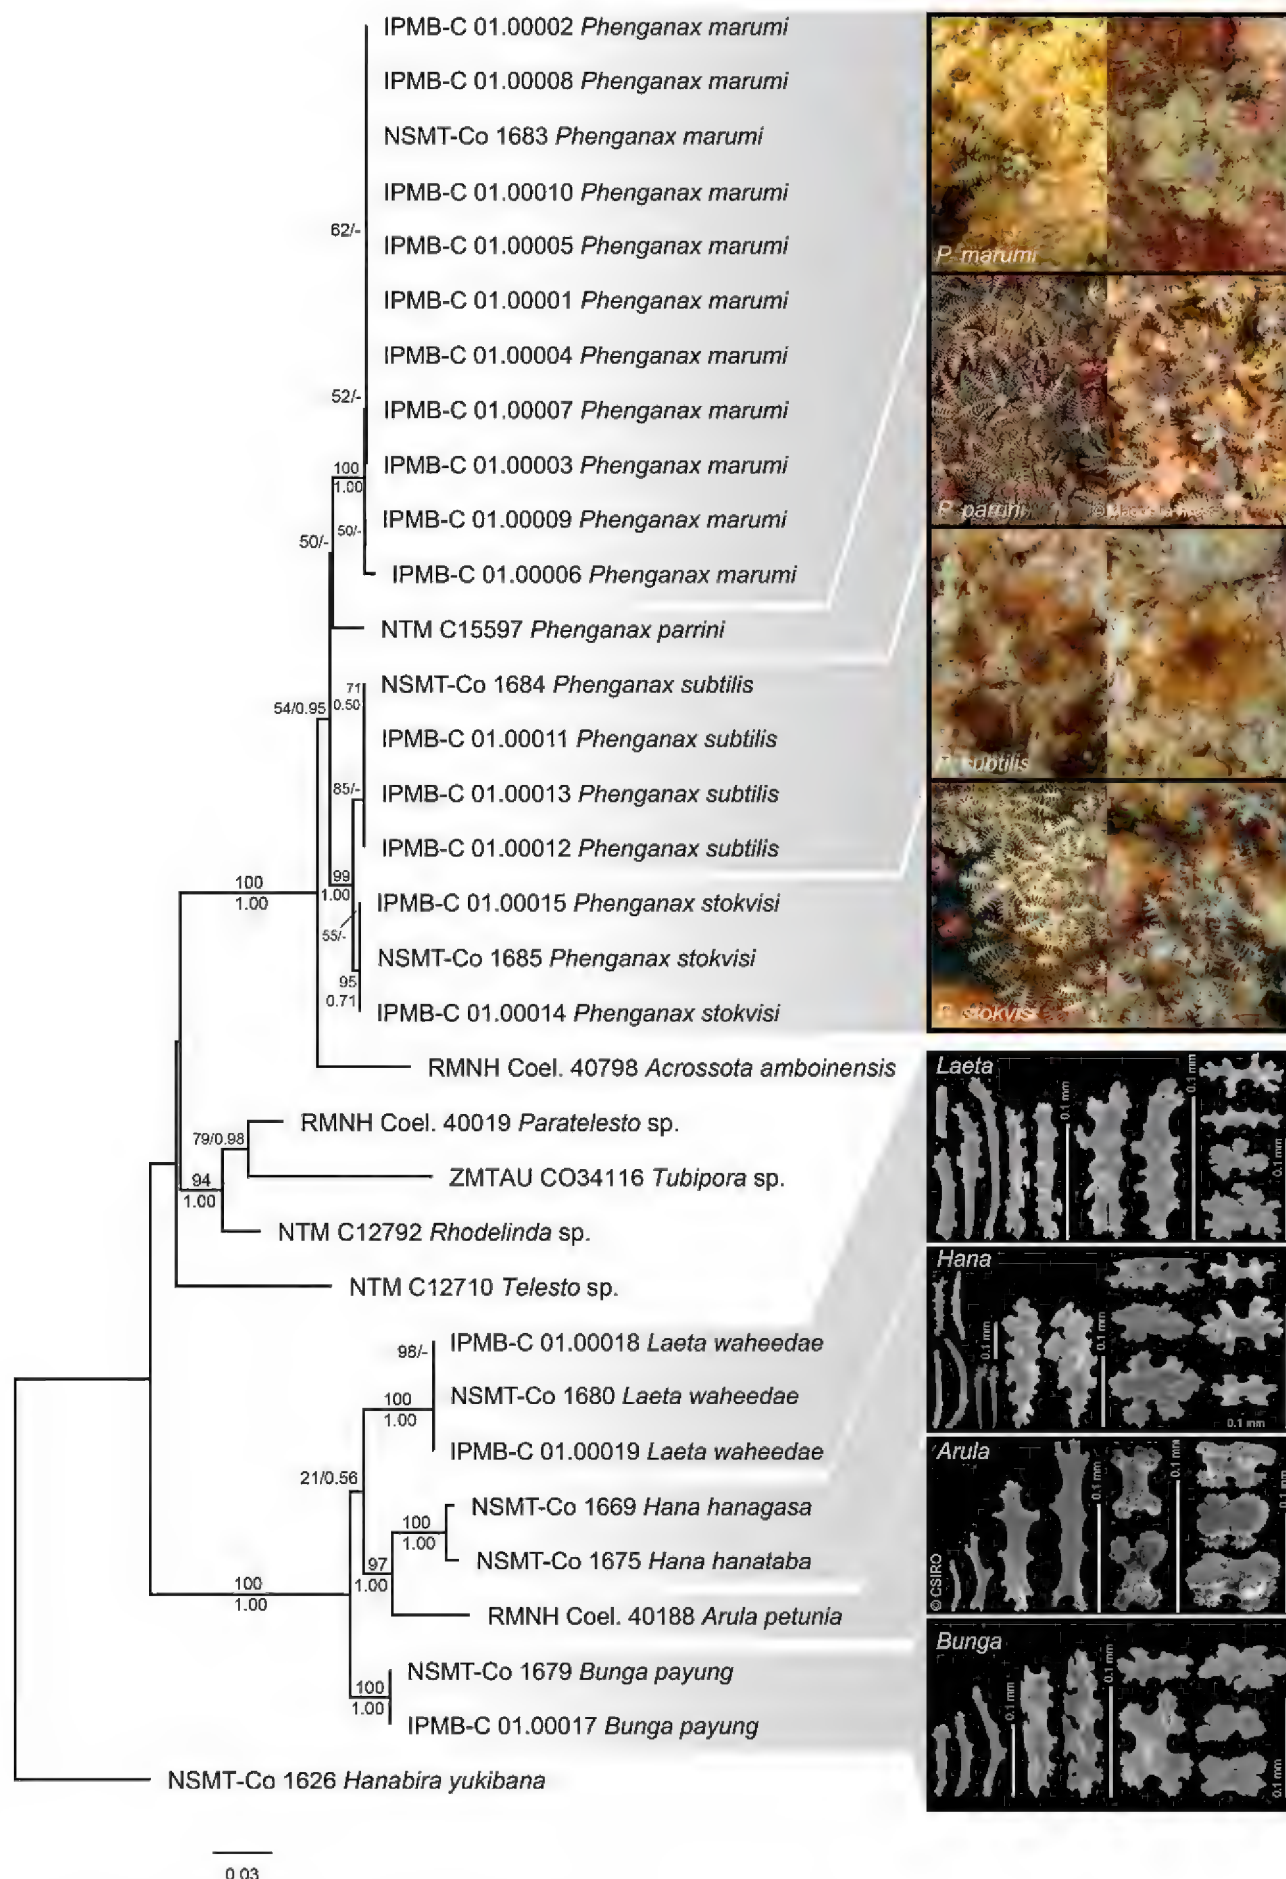 IPMB-C 01.00002 Phenganax marumi
IPMB-C 01.00008 Phenganax marumi
NSMT-Co 1683 Phenganax marumi
IPMB-C 01.00010 Phenganax marumi
62/-
IPMB-C 01.00005 Phenganax marumi
P. marumi
IPMB-C 01.00001 Phenganax marumi
IPMB-C 01.00004 Phenganax marumi
52/-
IPMB-C 01.00007 Phenganax marumi
IPMB-C 01.00003 Phenganax marumi
100
1.00
P. parrini
IPMB-C 01.00009 Phenganax marumi
50/-
50/-
IPMB-C 01.00006 Phenganax marumi
NTM C15597 Phenganax parrini
NSMT-Co 1684 Phenganax subtilis
71
0.50
54/0.95
IPMB-C 01.00011 Phenganax subtilis
P. subtilis
85/-
IPMB-C 01.00013 Phenganax subtilis
IPMB-C 01.00012 Phenganax subtilis
99
1.00
100
1.00
IPMB-C 01.00015 Phenganax stokvisi
55/-
NSMT-Co 1685 Phenganax stokvisi
95
0.71
IPMB-C 01.00014 Phenganax stokvisi
P. stokvisi
RMNH Coel. 40798 Acrossota amboinensis
Laeta
0.1 mm
0.1 mm
0.1 mm
RMNH Coel. 40019 Paratelesto sp.
79/0.98
ZMTAU CO34116 Tubipora sp.
94
1.00
NTM C12792 Rhodelinda sp.
Hana
0.1 mm
0.1 mm
0.1 mm
NTM C12710 Telesto sp.
IPMB-C 01.00018 Laeta waheedae
98/-
NSMT-Co 1680 Laeta waheedae
100
1.00
IPMB-C 01.00019 Laeta waheedae
Arula
0.1 mm
0.1 mm
© CSIRO
21/0.56
NSMT-Co 1669 Hana hanagasa
100
1.00
NSMT-Co 1675 Hana hanataba
97
1.00
100
1.00
RMNH Coel. 40188 Arula petunia
Bunga
0.1 mm
0.1 mm
0.1 mm
NSMT-Co 1679 Bunga payung
100
1.00
IPMB-C 01.00017 Bunga payung
NSMT-Co 1626 Hanabira yukibana
0.03